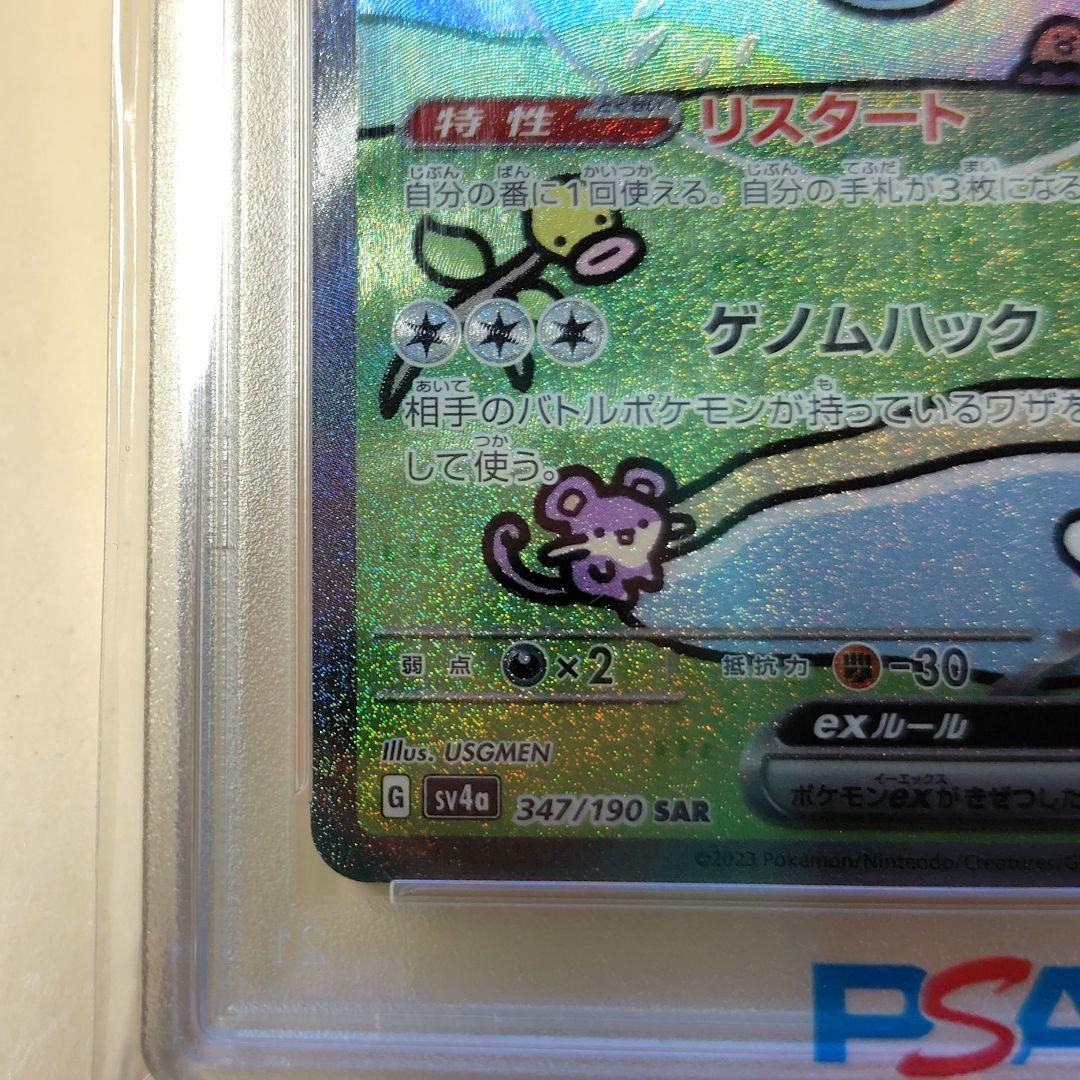 特性 とくせい リスタート
じぶん ばん かいつか じぶん てふだ まい
自分の番に1回使える。自分の手札が3枚になる
ゲノムハック
あいて も
相手のバトルポケモンが持っているワザを
つか
して使う。
弱点 ×2 抵抗力 -30
exルール
Illus. USGMEN
イーエックス
ポケモンexがきぜつした
G sv4a 347/190 SAR
©2023 Pokémon/Nintendo/Creatures/G
21
PSA